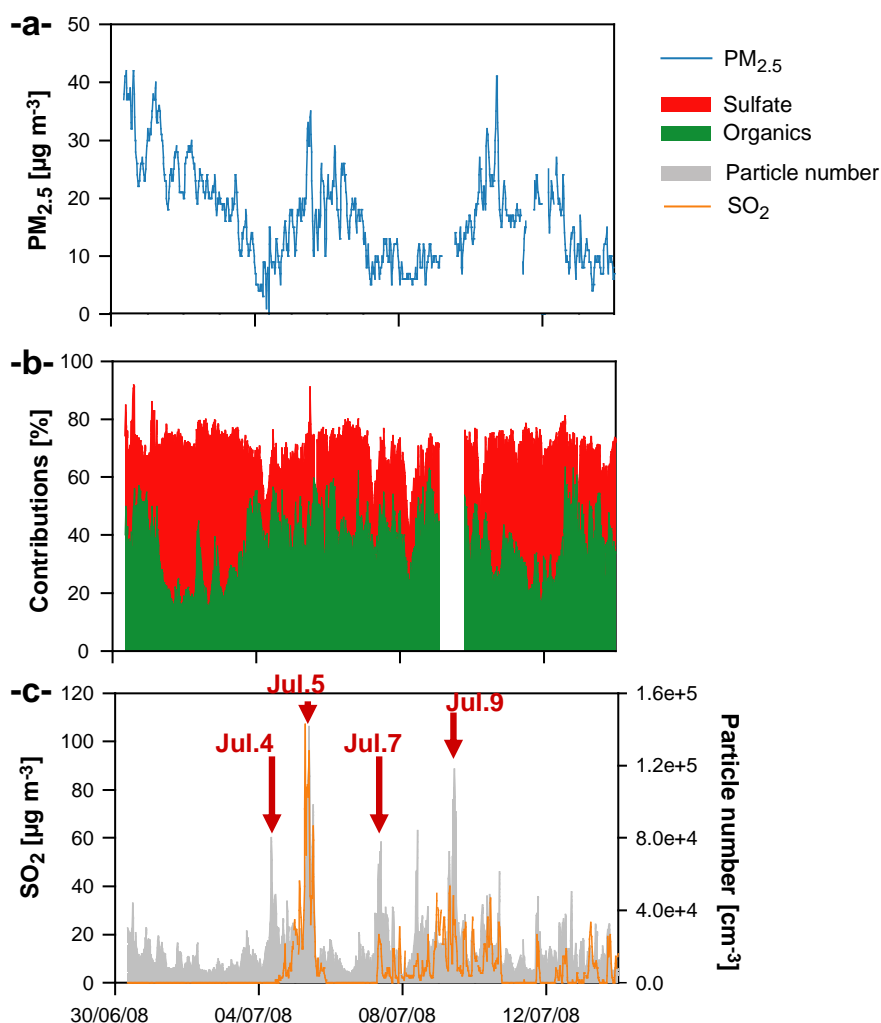 -a-
50
40
30
20
10
0
PM2.5 [µg m-3]
PM2.5
Sulfate
Organics
Particle number
SO2
-b-
100
80
60
40
20
0
Contributions [%]
-c-
120
100
80
60
40
20
0
SO2 [µg m-3]
Jul.5
Jul.4
Jul.7
Jul.9
1.6e+5
1.2e+5
8.0e+4
4.0e+4
0.0
Particle number [cm-3]
30/06/08 04/07/08 08/07/08 12/07/08